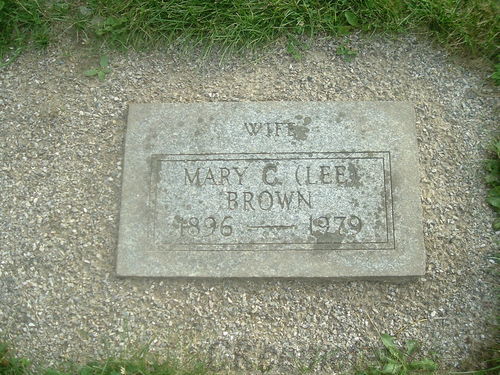 WIFE
MARY C. (LEE)
BROWN
1896 — 1979